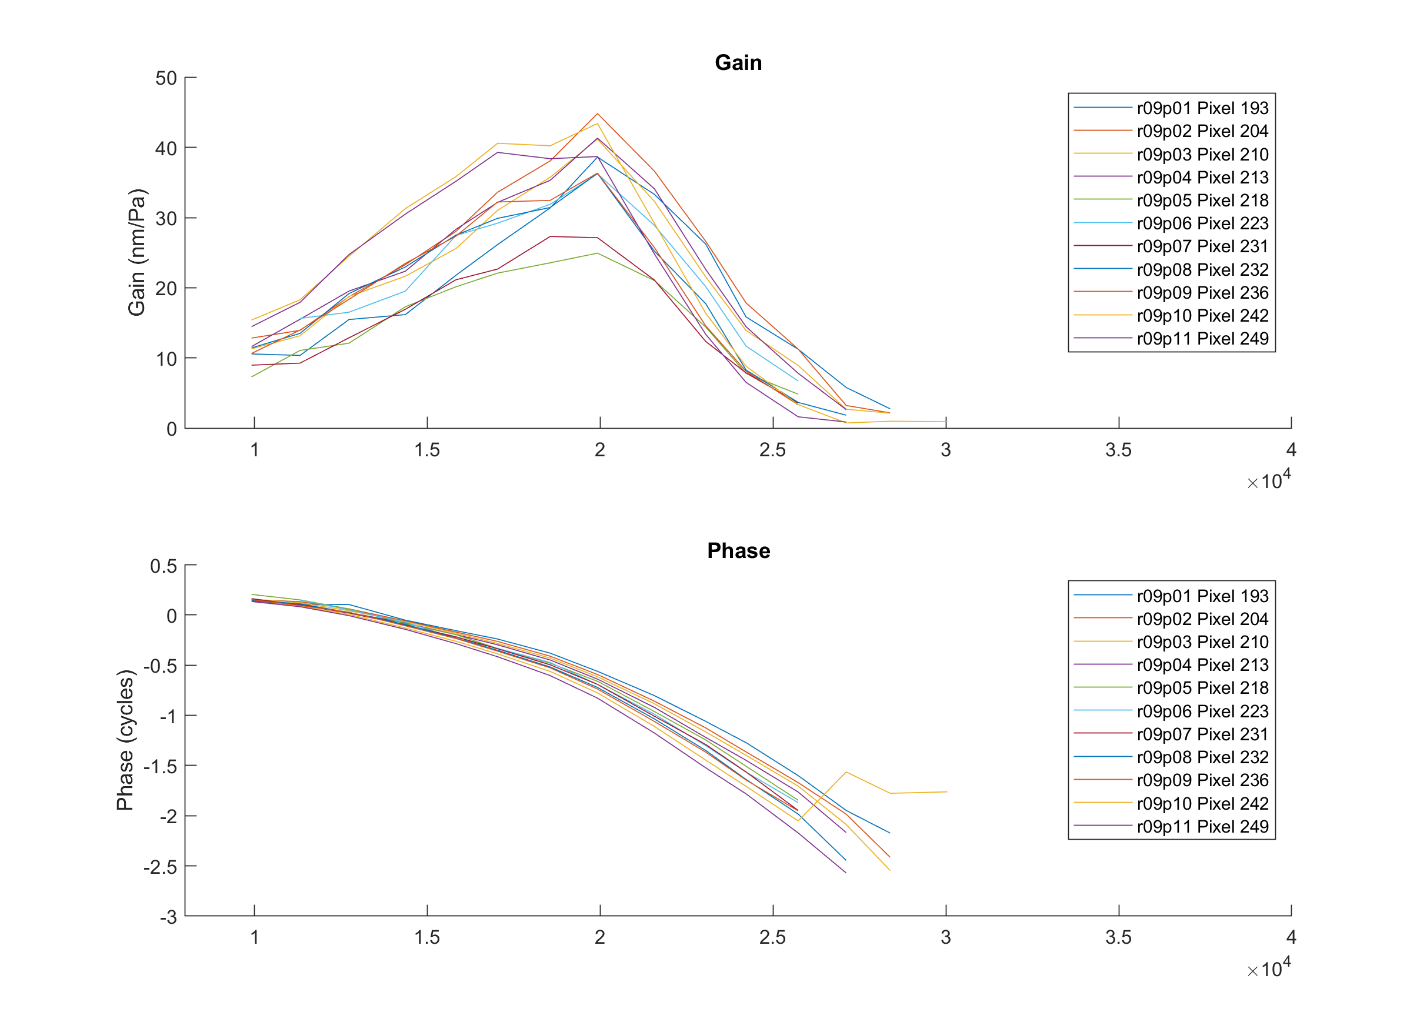 Gain
50
40
30
20
10
0
Gain (nm/Pa)
1
1.5
2
2.5
3
3.5
4
×10⁴
r09p01 Pixel 193
r09p02 Pixel 204
r09p03 Pixel 210
r09p04 Pixel 213
r09p05 Pixel 218
r09p06 Pixel 223
r09p07 Pixel 231
r09p08 Pixel 232
r09p09 Pixel 236
r09p10 Pixel 242
r09p11 Pixel 249
Phase
0.5
0
-0.5
-1
-1.5
-2
-2.5
-3
Phase (cycles)
1
1.5
2
2.5
3
3.5
4
×10⁴
r09p01 Pixel 193
r09p02 Pixel 204
r09p03 Pixel 210
r09p04 Pixel 213
r09p05 Pixel 218
r09p06 Pixel 223
r09p07 Pixel 231
r09p08 Pixel 232
r09p09 Pixel 236
r09p10 Pixel 242
r09p11 Pixel 249